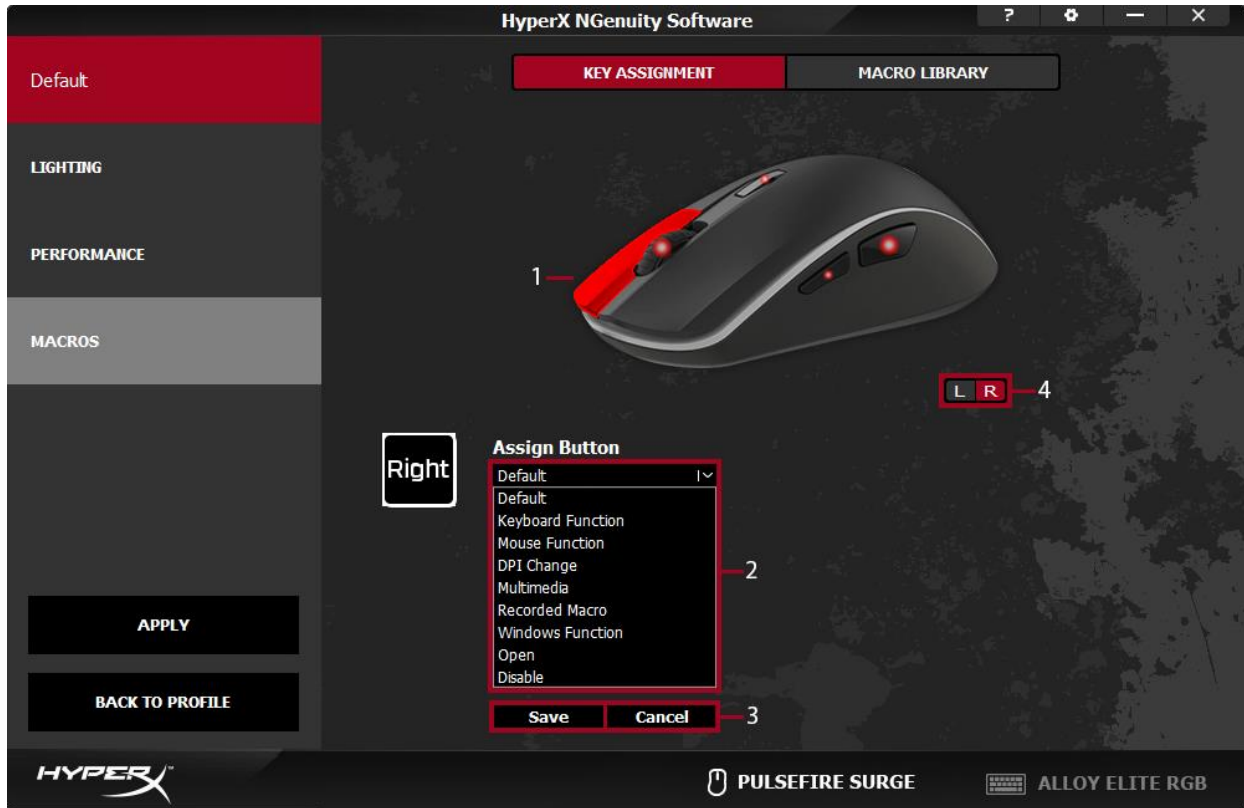 HyperX NGenuity Software
?
KEY ASSIGNMENT MACRO LIBRARY
Default
LIGHTING
PERFORMANCE
MACROS
1
L R 4
Right
Assign Button
Default
Default
Keyboard Function
Mouse Function
DPI Change
Multimedia
Recorded Macro
Windows Function
Open
Disable
2
Save Cancel 3
APPLY
BACK TO PROFILE
HYPERX™
PULSEFIRE SURGE
ALLOY ELITE RGB